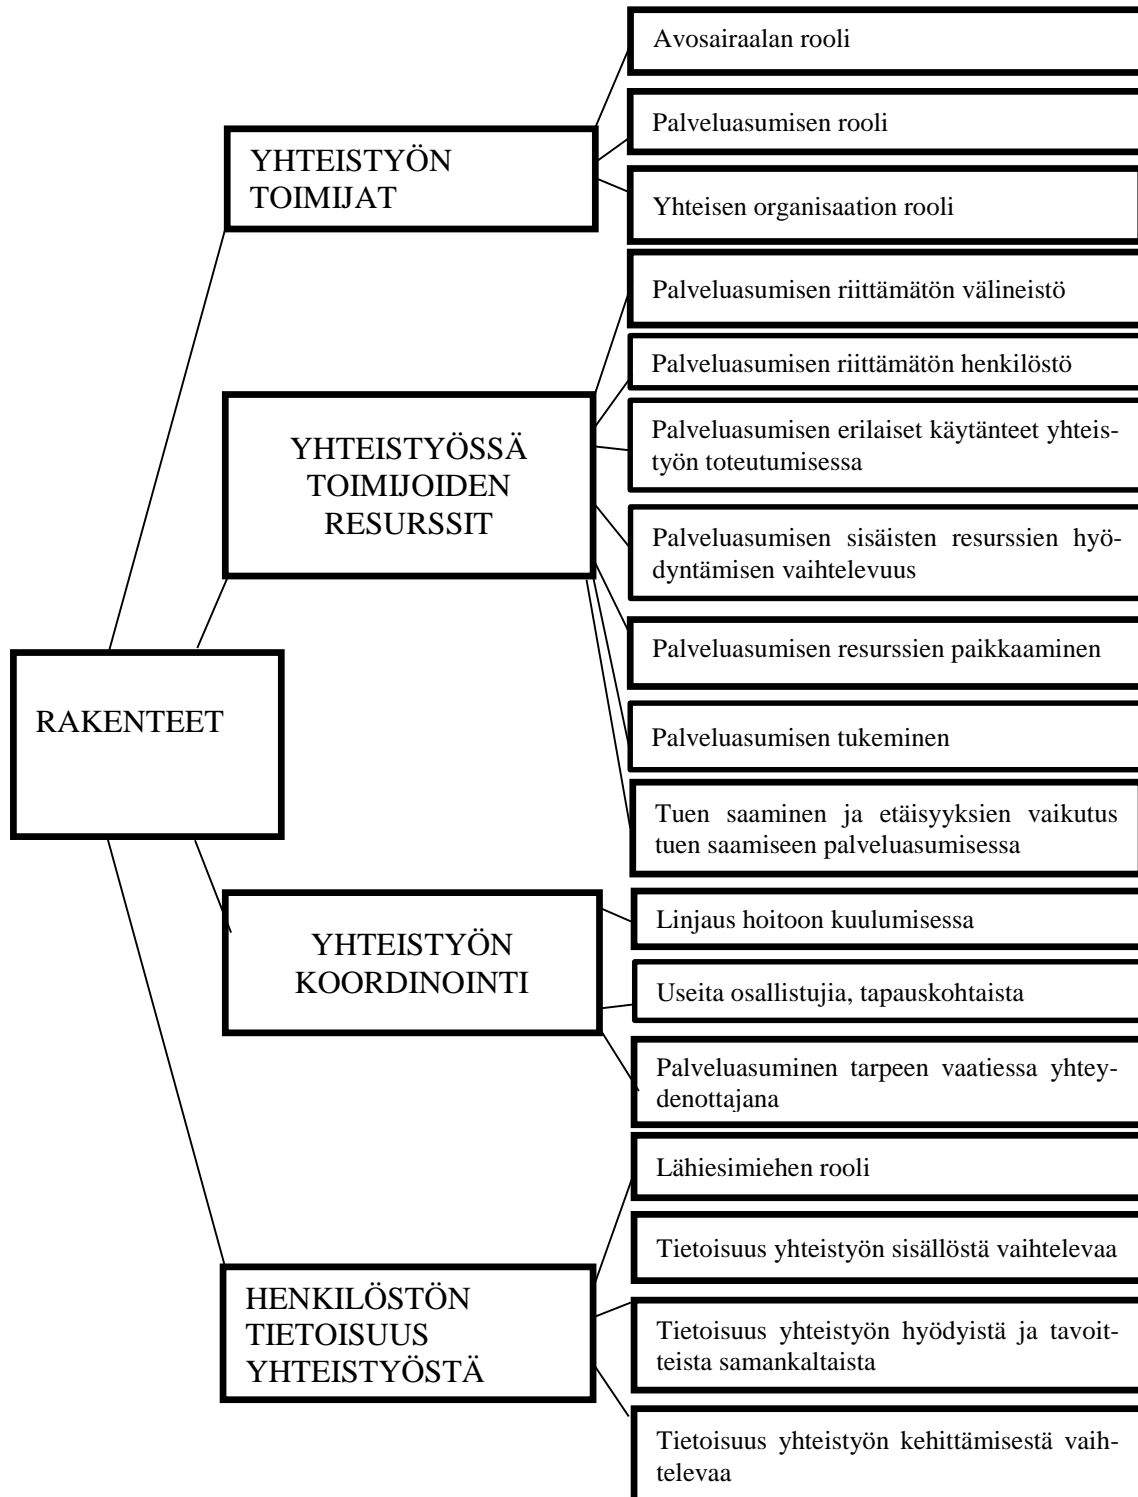 RAKENTEET
YHTEISTYÖN
TOIMIJAT
Avosairaalan rooli
Palveluasumisen rooli
Yhteisen organisaation rooli
YHTEISTYÖSSÄ
TOIMIJOIDEN
RESURSSIT
Palveluasumisen riittämätön välineistö
Palveluasumisen riittämätön henkilöstö
Palveluasumisen erilaiset käytänteet yhteis-
työn toteutumisessa
Palveluasumisen sisäisten resurssien hyö-
dyntämisen vaihtelevuus
Palveluasumisen resurssien paikkaaminen
Palveluasumisen tukeminen
Tuen saaminen ja etäisyyksien vaikutus
tuen saamiseen palveluasumisessa
YHTEISTYÖN
KOORDINOINTI
Linjaus hoitoon kuulumisessa
Useita osallistujia, tapauskohtaista
Palveluasuminen tarpeen vaatiessa yhtey-
denottajana
HENKILÖSTÖN
TIETOISUUS
YHTEISTYÖSTÄ
Lähiesimiehen rooli
Tietoisuus yhteistyön sisällöstä vaihtelevaa
Tietoisuus yhteistyön hyödyistä ja tavoit-
teista samankaltaista
Tietoisuus yhteistyön kehittämisestä vaih-
televaa